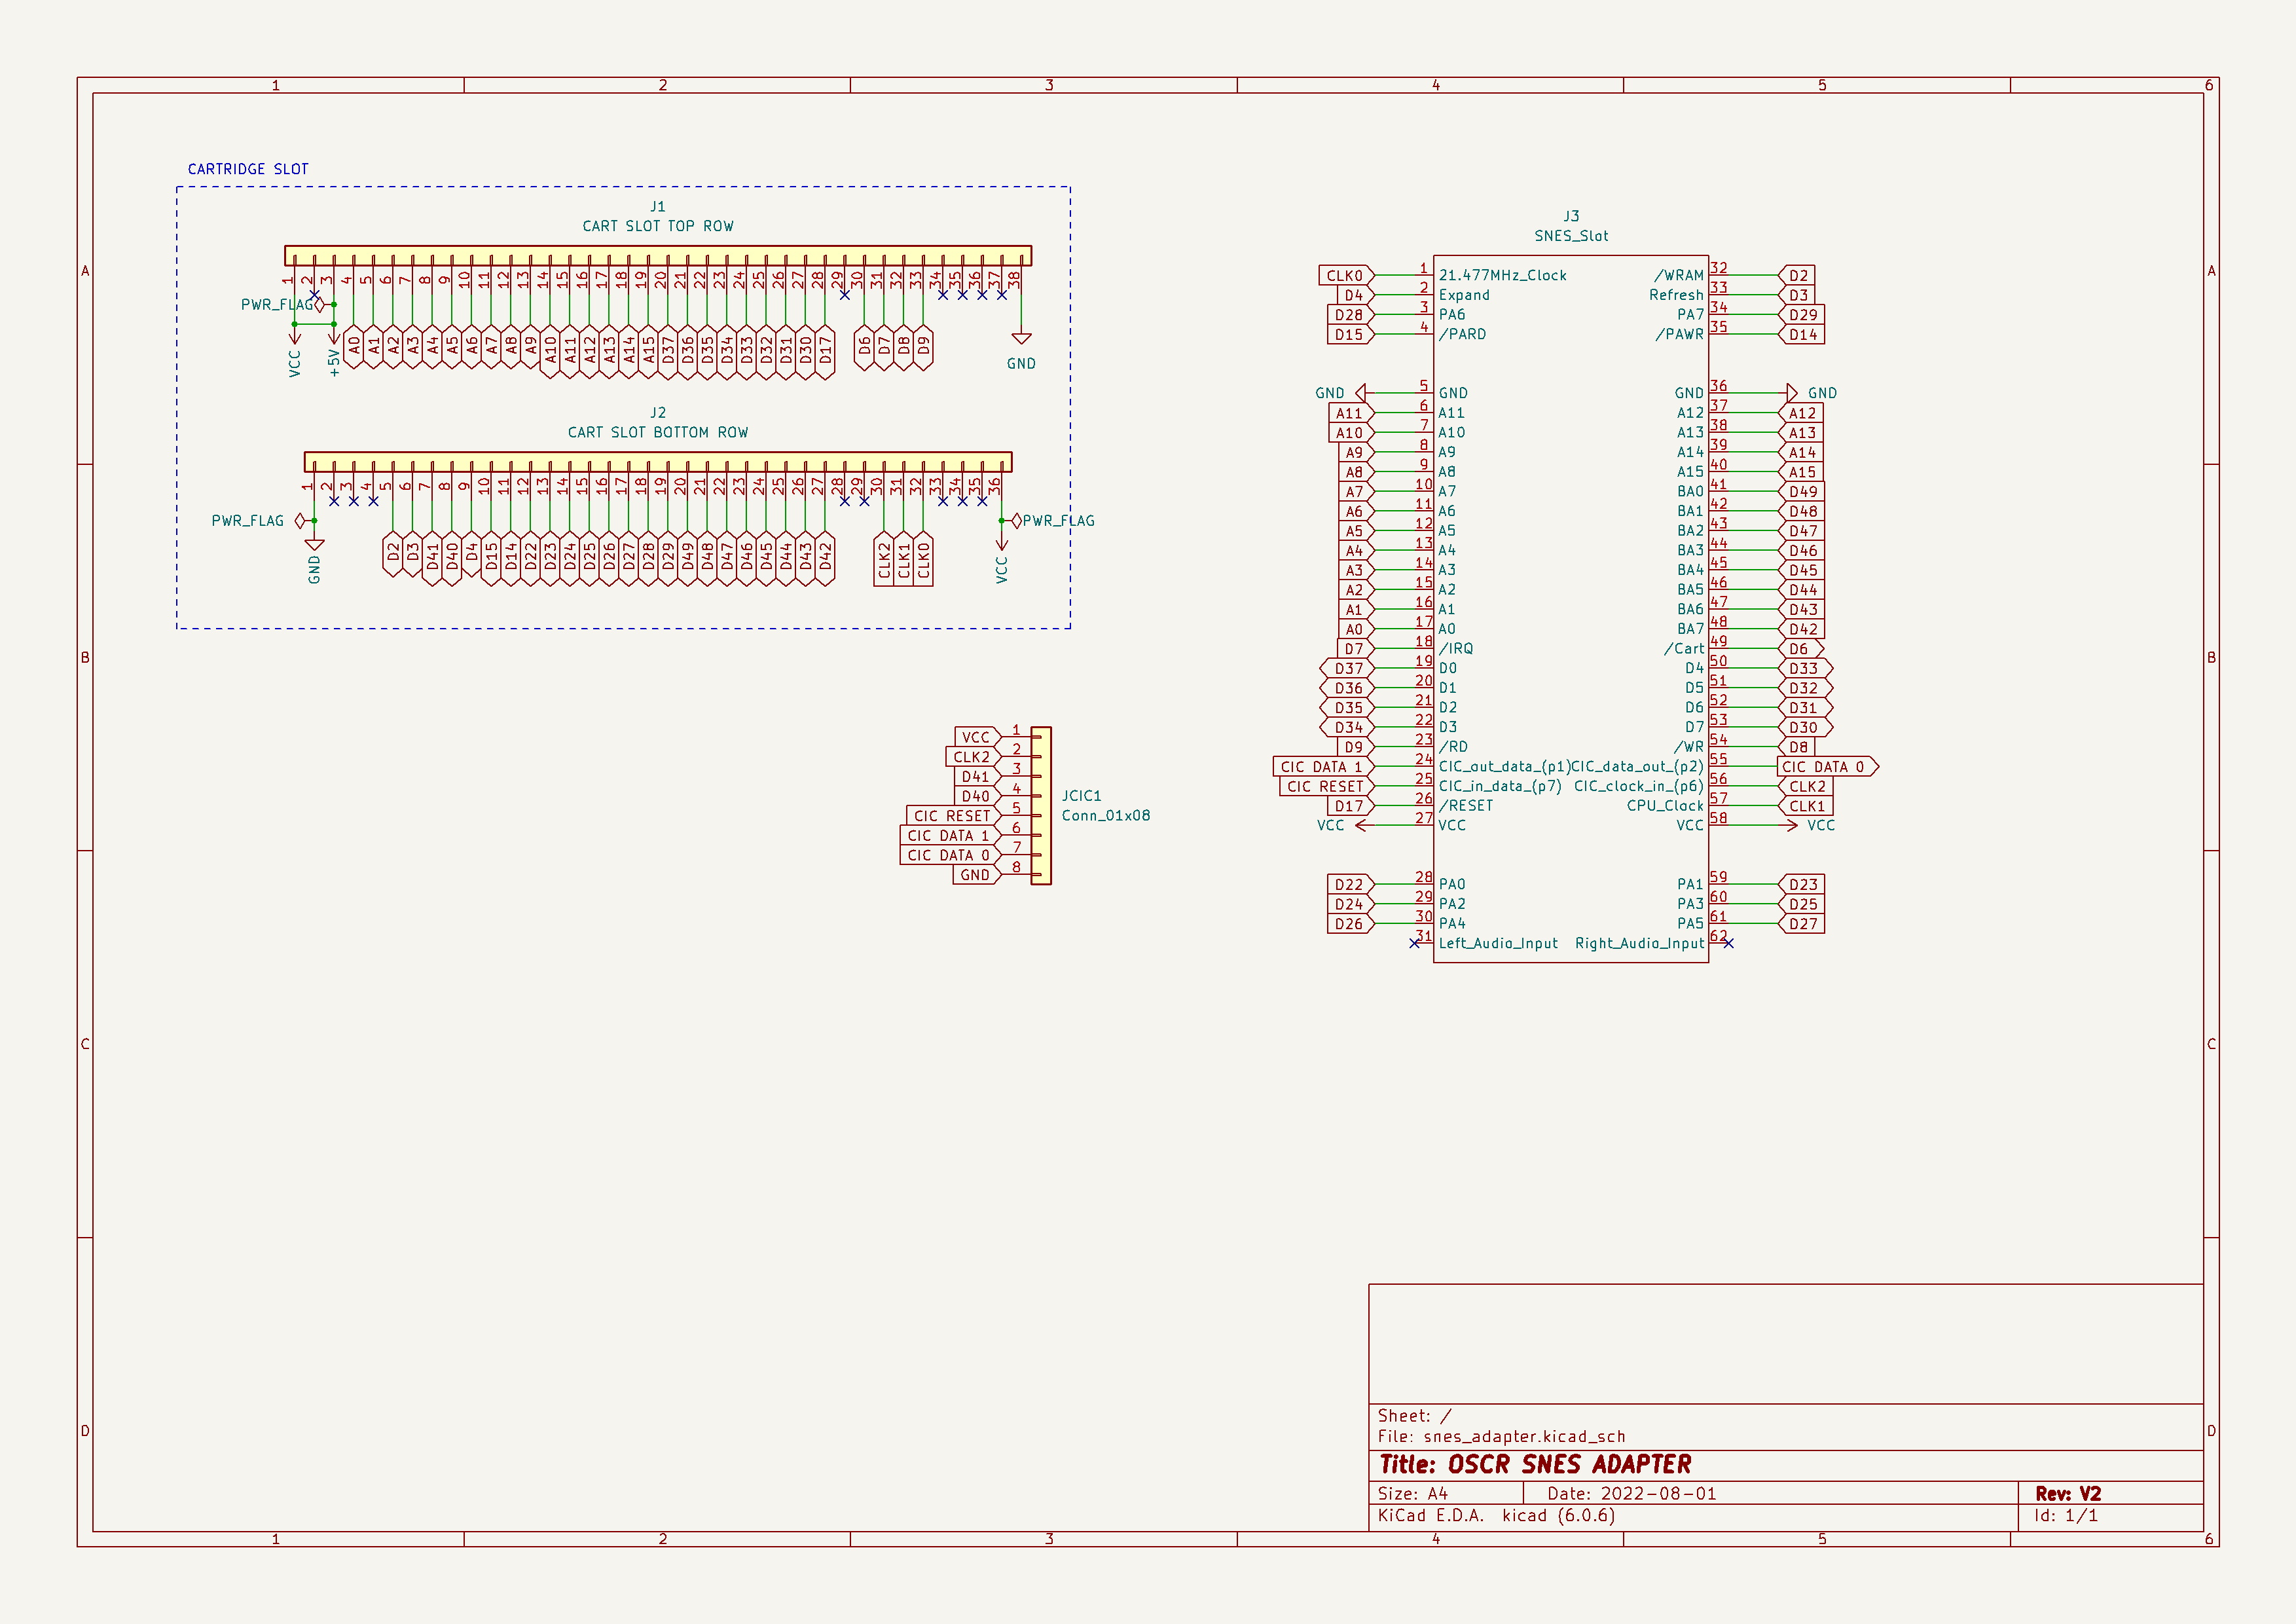 1 2 3 4 5 6
A A
B B
C C
D D
CARTRIDGE SLOT
J1
CART SLOT TOP ROW
1 2 3 4 5 6 7 8 9 10 11 12 13 14 15 16 17 18 19 20 21 22 23 24 25 26 27 28 29 30 31 32 33 34 35 36 37 38
PWR_FLAG
VCC +5V A0 A1 A2 A3 A4 A5 A6 A7 A8 A9 A10 A11 A12 A13 A14 A15 D37 D36 D35 D34 D33 D32 D31 D30 D17 D6 D7 D8 D9 GND
J2
CART SLOT BOTTOM ROW
1 2 3 4 5 6 7 8 9 10 11 12 13 14 15 16 17 18 19 20 21 22 23 24 25 26 27 28 29 30 31 32 33 34 35 36
PWR_FLAG PWR_FLAG
GND D2 D3 D41 D40 D4 D15 D14 D22 D23 D24 D25 D26 D27 D28 D29 D49 D48 D47 D46 D45 D44 D43 D42 CLK2 CLK1 CLK0 VCC
VCC 1
CLK2 2
D41 3
D40 4
CIC RESET 5
CIC DATA 1 6
CIC DATA 0 7
GND 8
JCIC1
Conn_01x08
J3
SNES_Slot
CLK0 1 21.477MHz_Clock /WRAM 32 D2
D4 2 Expand Refresh 33 D3
D28 3 PA6 PA7 34 D29
D15 4 /PARD /PAWR 35 D14
GND 5 GND GND 36 GND
A11 6 A11 A12 37 A12
A10 7 A10 A13 38 A13
A9 8 A9 A14 39 A14
A8 9 A8 A15 40 A15
A7 10 A7 BA0 41 D49
A6 11 A6 BA1 42 D48
A5 12 A5 BA2 43 D47
A4 13 A4 BA3 44 D46
A3 14 A3 BA4 45 D45
A2 15 A2 BA5 46 D44
A1 16 A1 BA6 47 D43
A0 17 A0 BA7 48 D42
D7 18 /IRQ /Cart 49 D6
D37 19 D0 D4 50 D33
D36 20 D1 D5 51 D32
D35 21 D2 D6 52 D31
D34 22 D3 D7 53 D30
D9 23 /RD /WR 54 D8
CIC DATA 1 24 CIC_out_data_(p1) CIC_data_out_(p2) 55 CIC DATA 0
CIC RESET 25 CIC_in_data_(p7) CIC_clock_in_(p6) 56 CLK2
D17 26 /RESET CPU_Clock 57 CLK1
VCC 27 VCC VCC 58 VCC
D22 28 PA0 PA1 59 D23
D24 29 PA2 PA3 60 D25
D26 30 PA4 PA5 61 D27
31 Left_Audio_Input Right_Audio_Input 62
Sheet: /
File: snes_adapter.kicad_sch
Title: OSCR SNES ADAPTER
Size: A4 Date: 2022-08-01 Rev: V2
KiCad E.D.A. kicad (6.0.6) Id: 1/1
1 2 3 4 5 6